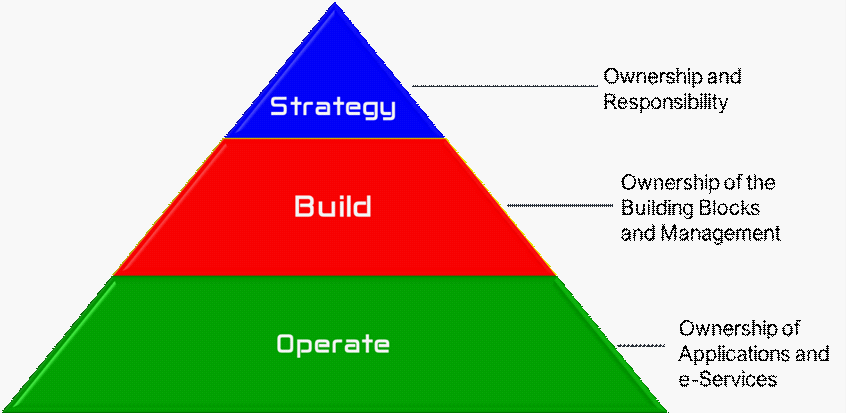 Strategy
Ownership and
Responsibility
Build
Ownership of the
Building Blocks
and Management
Operate
Ownership of
Applications and
e-Services